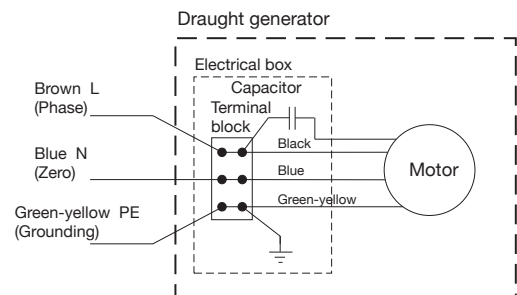 Draught generator
Electrical box
Capacitor
Terminal
block
Brown L
(Phase)
Black
Blue N
(Zero)
Blue
Motor
Green-yellow PE
(Grounding)
Green-yellow